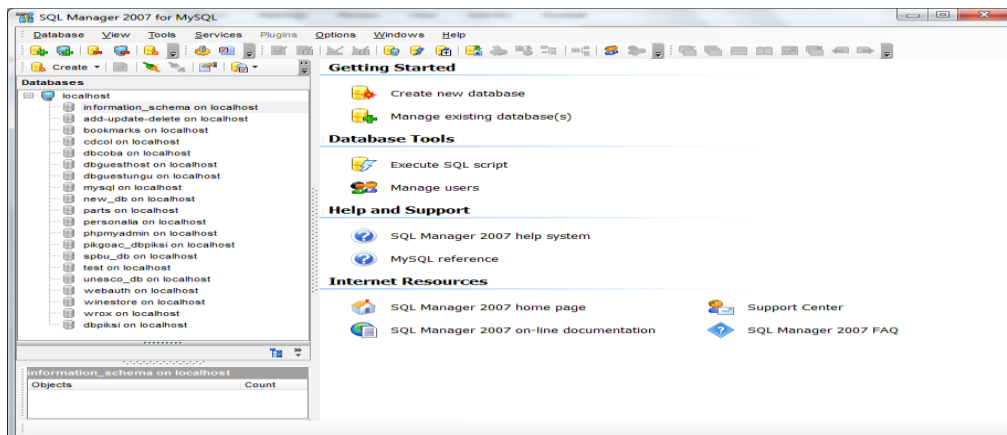 SQL Manager 2007 for MySQL
Database View Tools Services Plugins Options Windows Help
Create
Databases
localhost
information_schema on localhost
add-update-delete on localhost
bookmarks on localhost
cdcol on localhost
dbcoba on localhost
dbguesthost on localhost
dbguestungu on localhost
mysql on localhost
new_db on localhost
parts on localhost
personalia on localhost
phpmyadmin on localhost
pikgoac_dbpiksi on localhost
spbu_db on localhost
test on localhost
unesco_db on localhost
webauth on localhost
winestore on localhost
wrox on localhost
dbpiksi on localhost
information_schema on localhost
Objects Count
Getting Started
Create new database
Manage existing database(s)
Database Tools
Execute SQL script
Manage users
Help and Support
SQL Manager 2007 help system
MySQL reference
Internet Resources
SQL Manager 2007 home page Support Center
SQL Manager 2007 on-line documentation SQL Manager 2007 FAQ